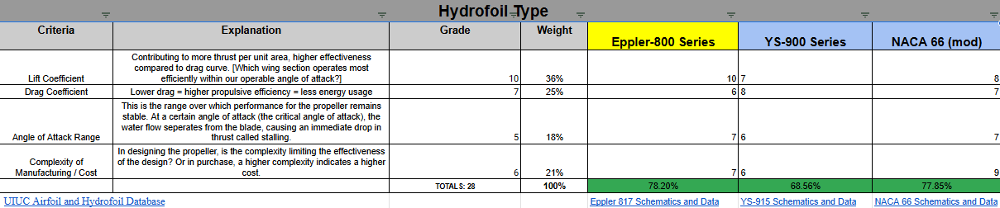 Hydrofoil Type
Criteria Explanation Grade Weight Eppler-800 Series YS-900 Series NACA 66 (mod)
Contributing to more thrust per unit area, higher effectiveness
compared to drag curve. [Which wing section operates most
Lift Coefficient efficiently within our operable angle of attack?] 10 36% 10 7 8
Drag Coefficient Lower drag = higher propulsive efficiency = less energy usage 7 25% 6 8 7
This is the range over which performance for the propeller remains
stable. At a certain angle of attack (the critical angle of attack), the
water flow seperates from the blade, causing an immediate drop in
Angle of Attack Range thrust called stalling. 5 18% 7 6 7
In designing the propeller, is the complexity limiting the effectiveness
Complexity of of the design? Or in purchase, a higher complexity indicates a higher
Manufacturing / Cost cost. 6 21% 7 6 9
TOTALS: 28 100% 78.20% 68.56% 77.85%
UIUC Airfoil and Hydrofoil Database Eppler 817 Schematics and Data YS-915 Schematics and Data NACA 66 Schematics and Data